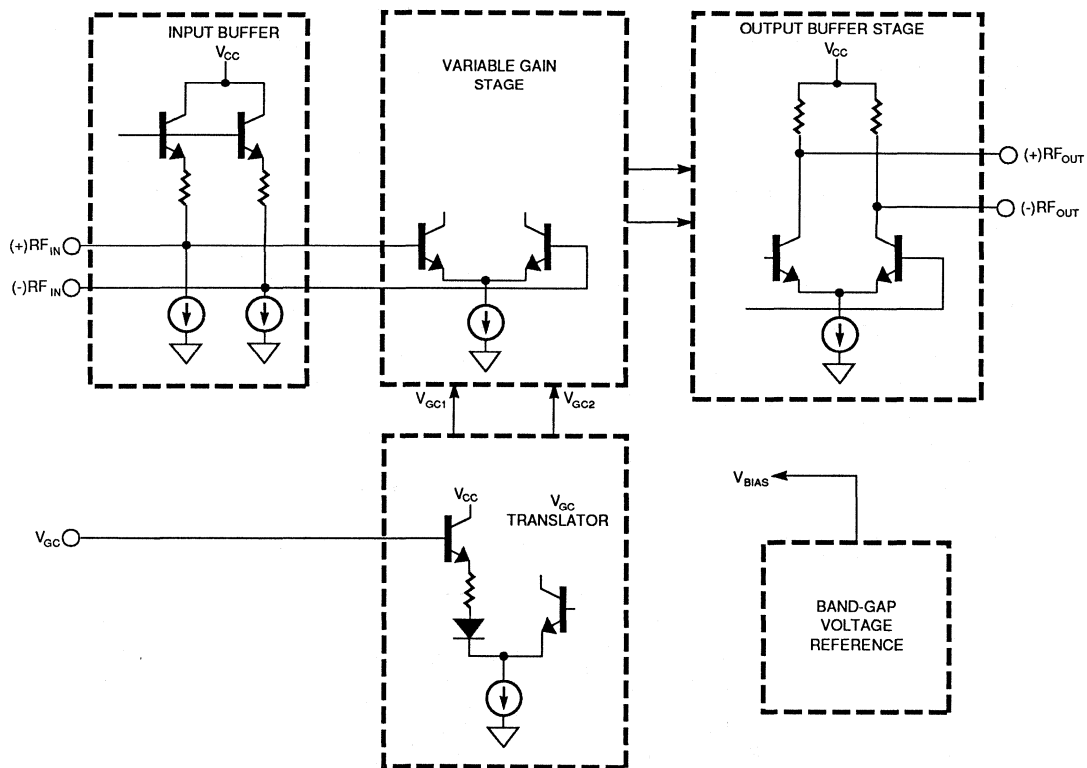 INPUT BUFFER
VCC
VARIABLE GAIN
STAGE
OUTPUT BUFFER STAGE
VCC
(+)RFOUT
(-)RFOUT
(+)RFIN
(-)RFIN
VGC1
VGC2
VCC
VGC
TRANSLATOR
VGC
VBIAS
BAND-GAP
VOLTAGE
REFERENCE